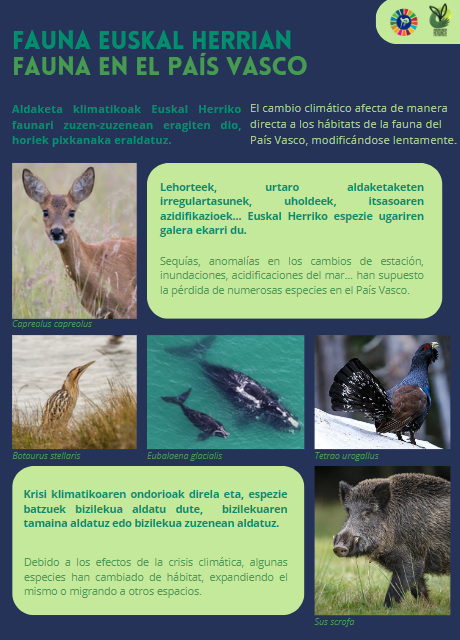 FAUNA EUSKAL HERRIAN
FAUNA EN EL PAÍS VASCO
Aldaketa klimatikoak Euskal Herriko
faunari zuzen-zuzenean eragiten dio,
horiek pixkanaka eraldatuz.
El cambio climático afecta de manera
directa a los hábitats de la fauna del
País Vasco, modificándose lentamente.
Lehorteek, urtaro aldaketaketen
irregulartasunek, uholdeek, itsasoaren
azidifikazioek... Euskal Herriko espezie ugariren
galera ekarri du.
Sequías, anomalías en los cambios de estación,
inundaciones, acidificaciones del mar... han supuesto
la pérdida de numerosas especies en el País Vasco.
Capreolus capreolus
Botaurus stellaris
Eubalaena glacialis
Tetrao urogallus
Krisi klimatikoaren ondorioak direla eta, espezie
batzuek bizilekua aldatu dute, bizilekuaren
tamaina aldatuz edo bizilekua zuzenean aldatuz.
Debido a los efectos de la crisis climática, algunas
especies han cambiado de hábitat, expandiendo el
mismo o migrando a otros espacios.
Sus scrofa